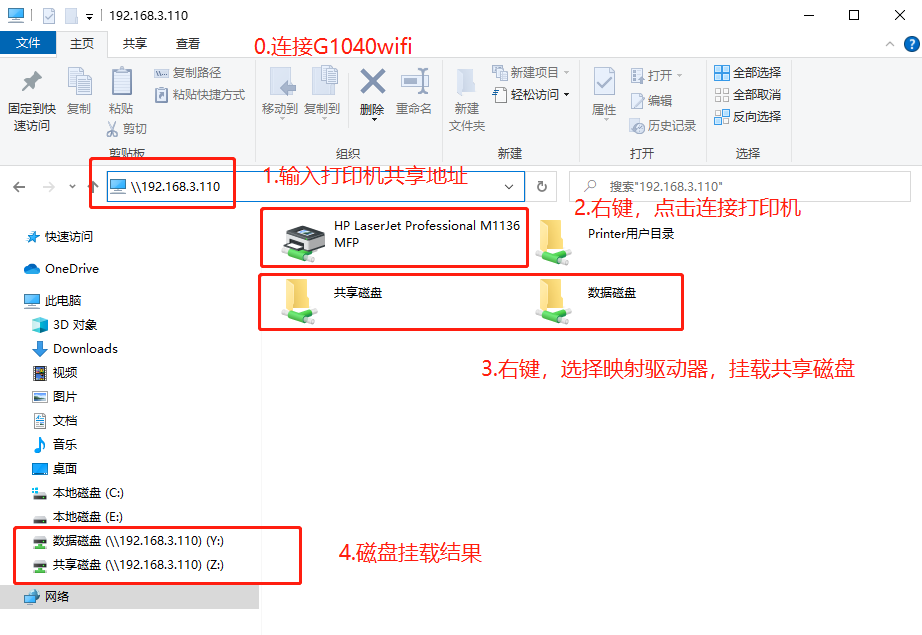 192.168.3.110
文件 主页 共享 查看
0.连接G1040wifi
固定到快速访问
复制
粘贴
复制路径
粘贴快捷方式
剪切
剪贴板
移动到
复制到
删除
重命名
组织
新建
文件夹
新建项目
轻松访问
新建
属性
打开
编辑
历史记录
打开
全部选择
全部取消
反向选择
选择
\\192.168.3.110
1.输入打印机共享地址
搜索"192.168.3.110"
2.右键，点击连接打印机
快速访问
OneDrive
此电脑
3D 对象
Downloads
视频
图片
文档
音乐
桌面
本地磁盘 (C:)
本地磁盘 (E:)
数据磁盘 (\\192.168.3.110) (Y:)
共享磁盘 (\\192.168.3.110) (Z:)
网络
HP LaserJet Professional M1136
MFP
Printer用户目录
共享磁盘
数据磁盘
3.右键，选择映射驱动器，挂载共享磁盘
4.磁盘挂载结果